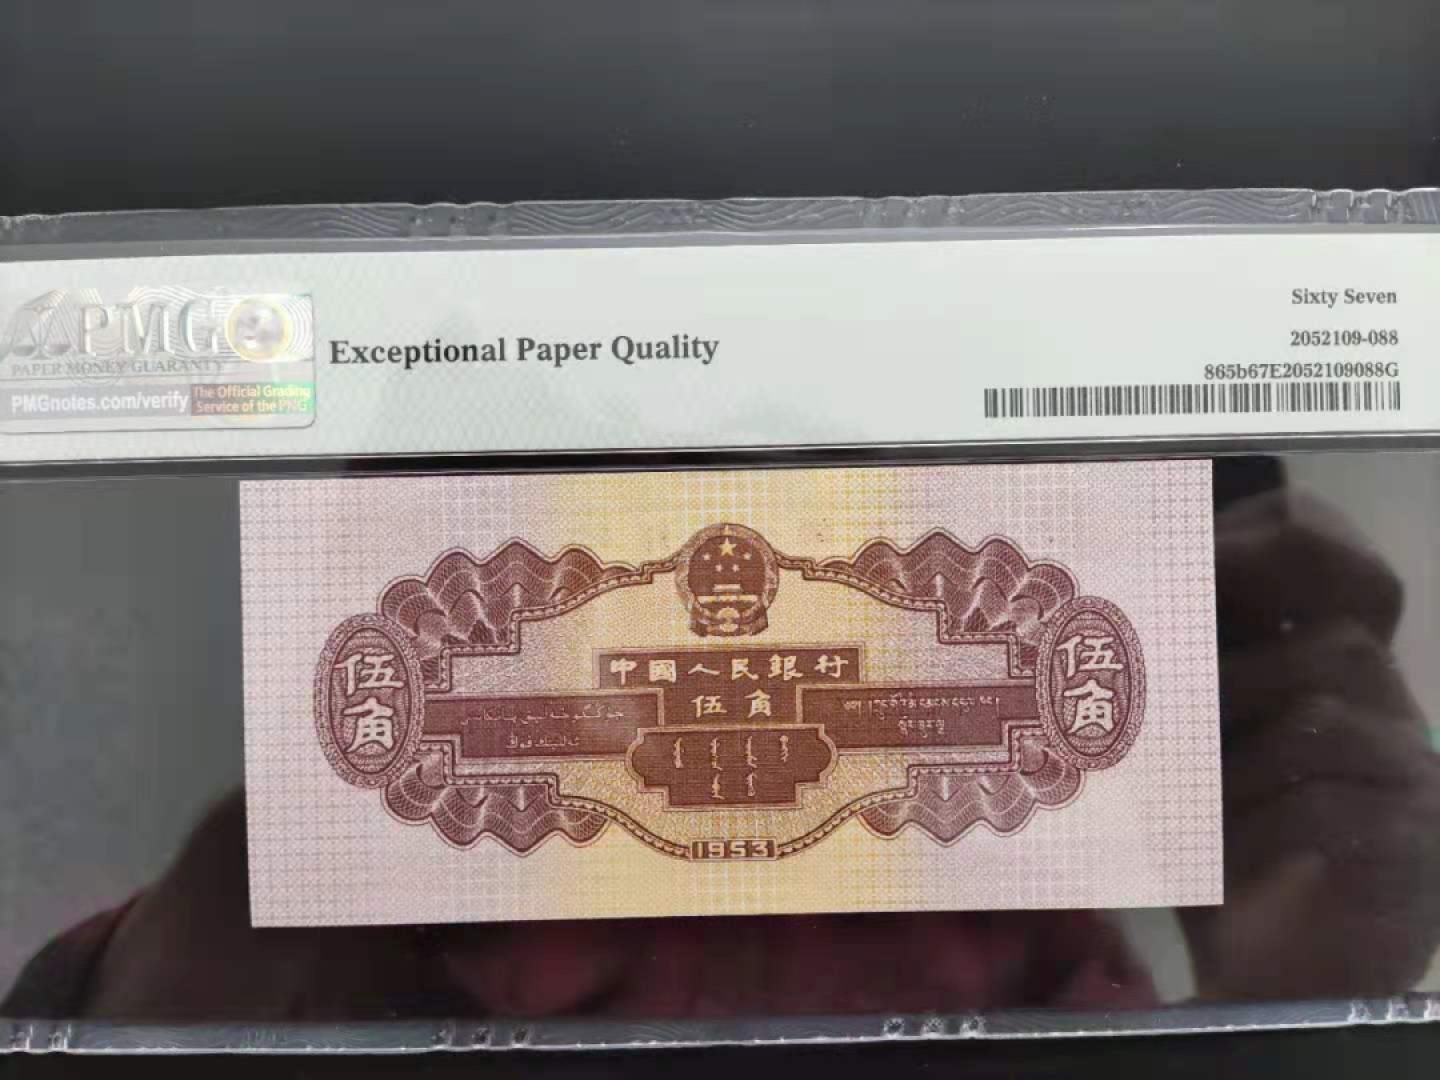 Sixty Seven
2052109-088
865b67E2052109088G
PMG
PAPER MONEY GUARANTY
PMGnotes.com/verify
The Official Grading
Service of the PNG
Exceptional Paper Quality
中國人民銀行
伍角
伍角
伍角
1953